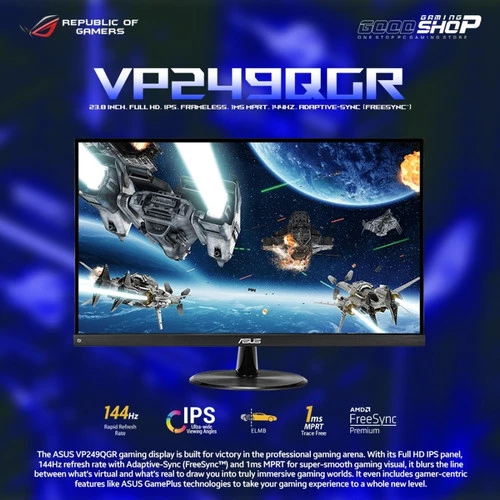 REPUBLIC OF
GAMERS
GAMING
GOODSHOP
ONE STOP PC GAMING STORE
VP249QGR
23.8 INCH, FULL HD, IPS, FRAMELESS, 1MS MPRT, 144HZ, ADAPTIVE-SYNC (FREESYNC™)
ASUS
144Hz
Rapid Refresh
Rate
IPS
Ultra-wide
Viewing Angles
ELMB
1ms
MPRT
Trace Free
AMD
FreeSync
Premium
The ASUS VP249QGR gaming display is built for victory in the professional gaming arena. With its Full HD IPS panel,
144Hz refresh rate with Adaptive-Sync (FreeSync™) and 1ms MPRT for super-smooth gaming visual, it blurs the line
between what's virtual and what's real to draw you into truly immersive gaming worlds. It even includes gamer-centric
features like ASUS GamePlus technologies to take your gaming experience to a whole new level.